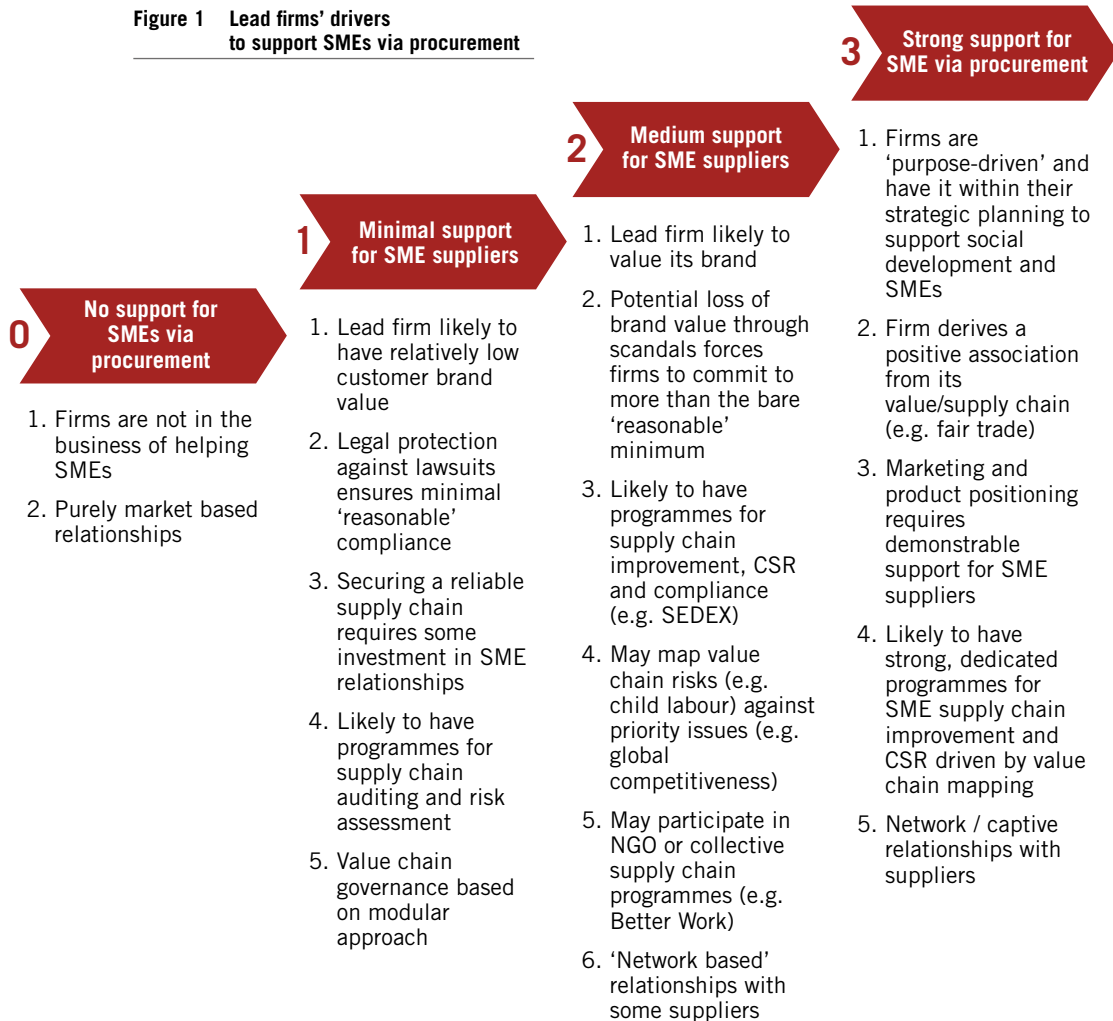 Figure 1 Lead firms' drivers
to support SMEs via procurement
0
No support for
SMEs via
procurement
1. Firms are not in the
business of helping
SMEs
2. Purely market based
relationships
1
Minimal support
for SME suppliers
1. Lead firm likely to
have relatively low
customer brand
value
2. Legal protection
against lawsuits
ensures minimal
‘reasonable’
compliance
3. Securing a reliable
supply chain
requires some
investment in SME
relationships
4. Likely to have
programmes for
supply chain
auditing and risk
assessment
5. Value chain
governance based
on modular
approach
2
Medium support
for SME suppliers
1. Lead firm likely to
value its brand
2. Potential loss of
brand value through
scandals forces
firms to commit to
more than the bare
‘reasonable’
minimum
3. Likely to have
programmes for
supply chain
improvement, CSR
and compliance
(e.g. SEDEX)
4. May map value
chain risks (e.g.
child labour) against
priority issues (e.g.
global
competitiveness)
5. May participate in
NGO or collective
supply chain
programmes (e.g.
Better Work)
6. ‘Network based’
relationships with
some suppliers
3
Strong support for
SME via procurement
1. Firms are
‘purpose-driven’ and
have it within their
strategic planning to
support social
development and
SMEs
2. Firm derives a
positive association
from its
value/supply chain
(e.g. fair trade)
3. Marketing and
product positioning
requires
demonstrable
support for SME
suppliers
4. Likely to have
strong, dedicated
programmes for
SME supply chain
improvement and
CSR driven by value
chain mapping
5. Network / captive
relationships with
suppliers